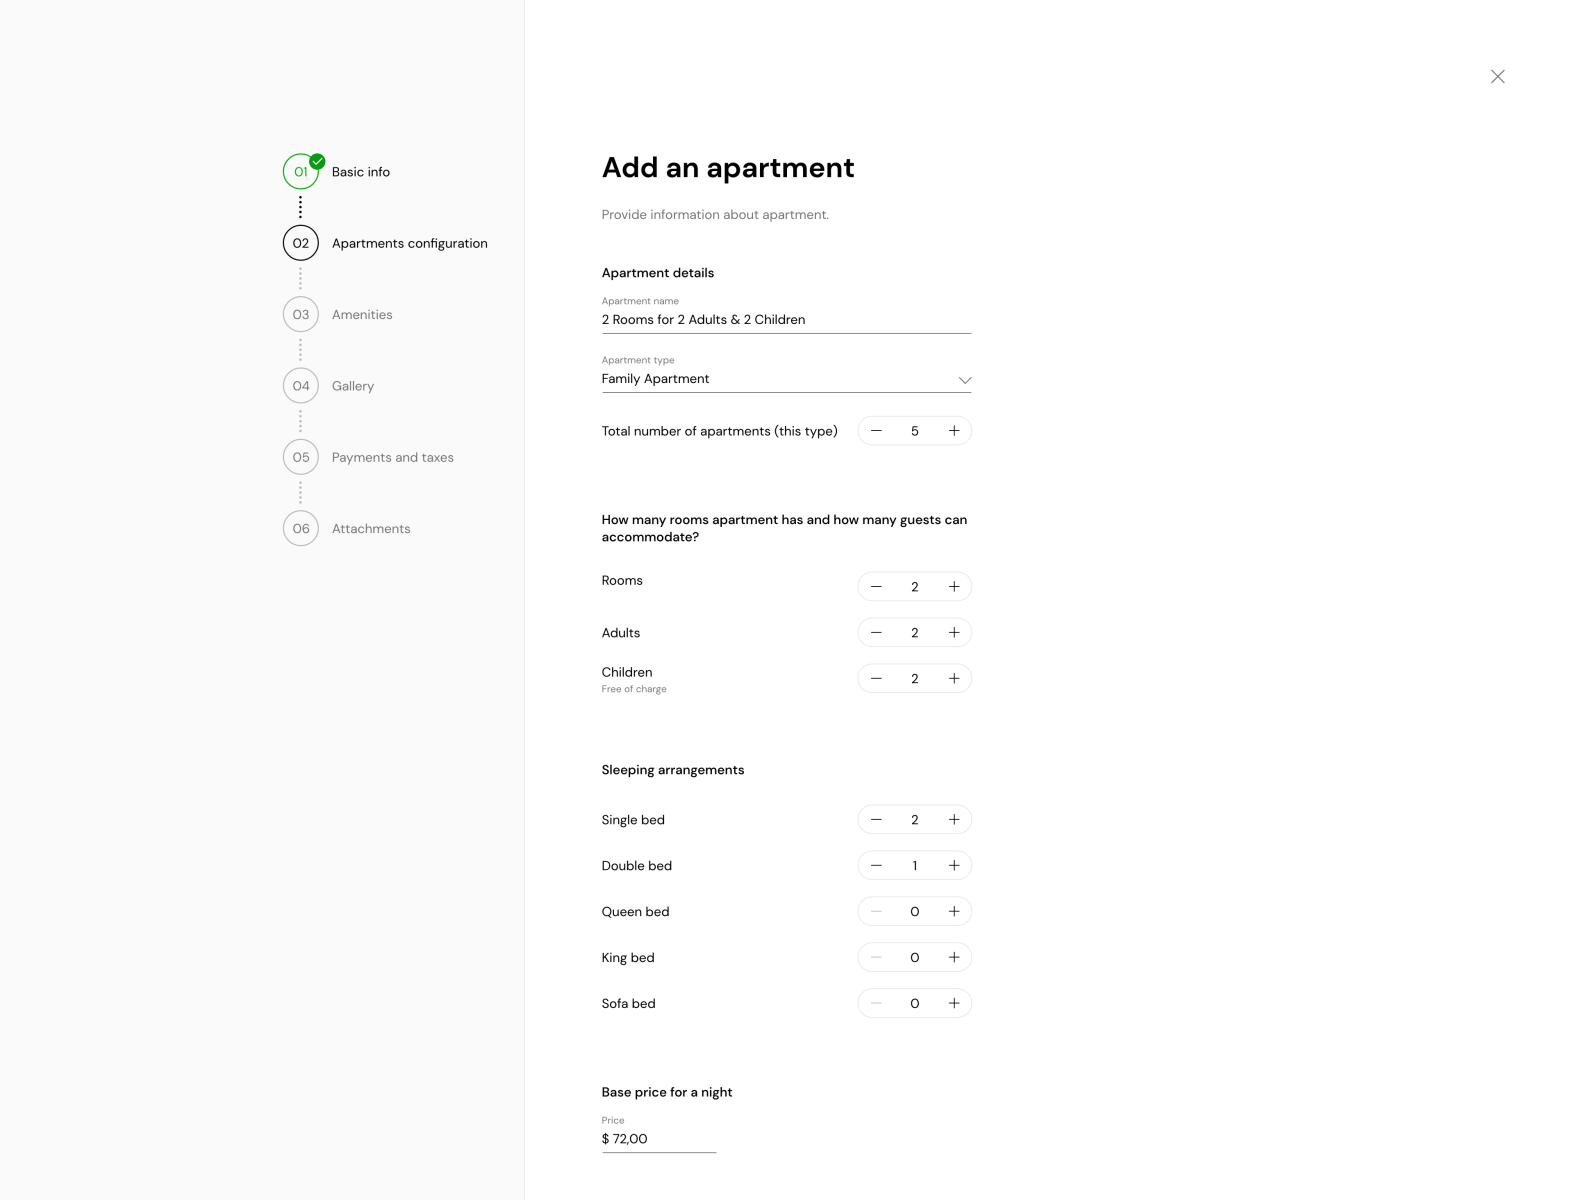 01 Basic info
02 Apartments configuration
03 Amenities
04 Gallery
05 Payments and taxes
06 Attachments
Add an apartment
Provide information about apartment.
Apartment details
Apartment name
2 Rooms for 2 Adults & 2 Children
Apartment type
Family Apartment
Total number of apartments (this type) 5
How many rooms apartment has and how many guests can
accommodate?
Rooms 2
Adults 2
Children 2
Free of charge
Sleeping arrangements
Single bed 2
Double bed 1
Queen bed 0
King bed 0
Sofa bed 0
Base price for a night
Price
$ 72,00